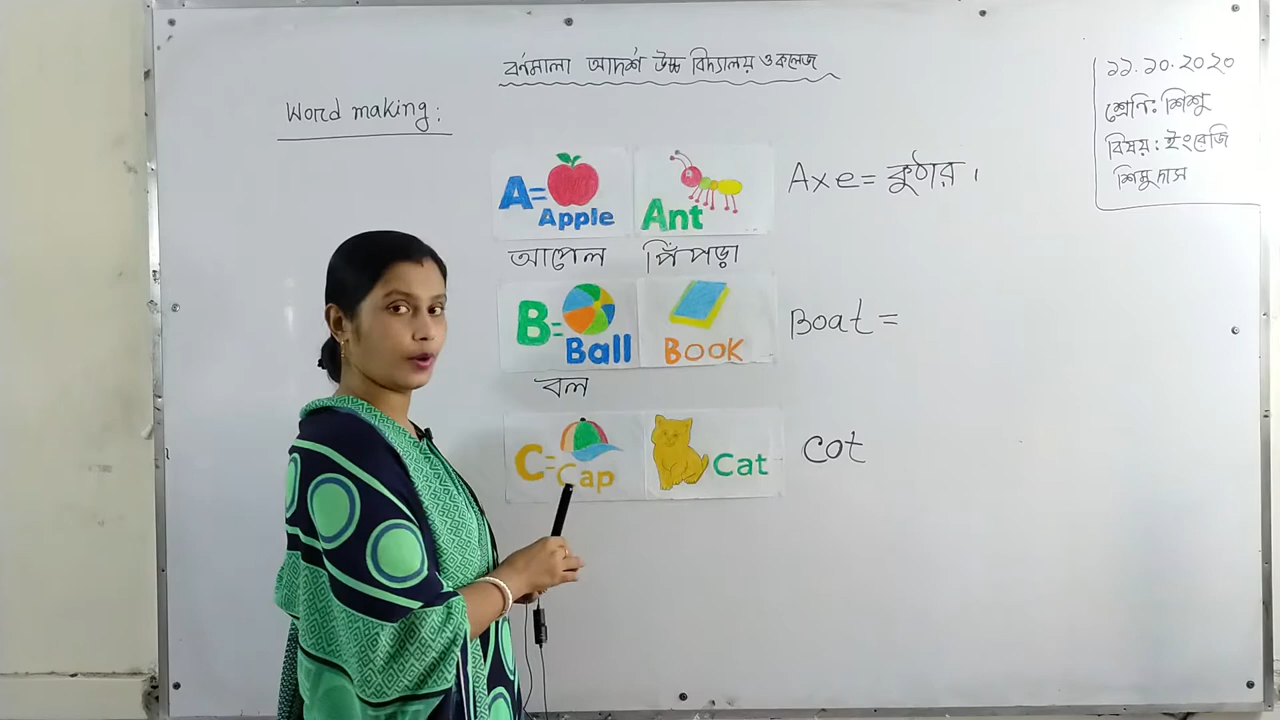 বর্ণমালা আদর্শ উচ্চ বিদ্যালয় ও কলেজ
১১.১০.২০২০
শ্রেণি: শিশু
বিষয়: ইংরেজি
শিমু দাস
Word making:
A= Apple
Ant
Axe = কুঠার।
আপেল
পিঁপড়া
B= Ball
BOOK
Boat =
বল
C= Cap
Cat
cot